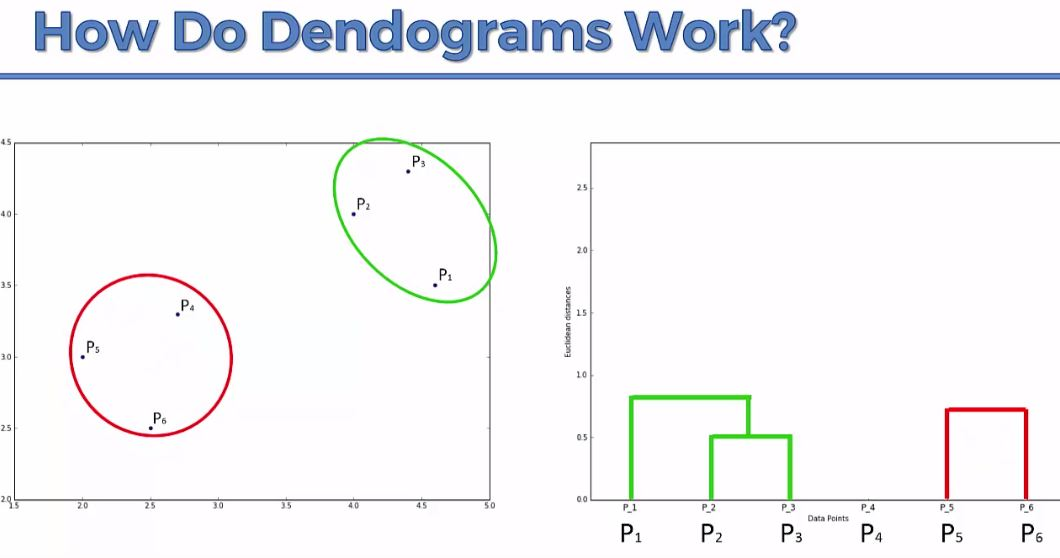 How Do Dendograms Work?
4.5
4.0
3.5
3.0
2.5
2.0
1.5
2.0
2.5
3.0
3.5
4.0
4.5
5.0
P3
P2
P1
P4
P5
P6
2.5
2.0
1.5
1.0
0.5
0.0
Euclidean distances
P_1 P_2 P_3 P_4 P_5 P_6
Data Points
P1 P2 P3 P4 P5 P6